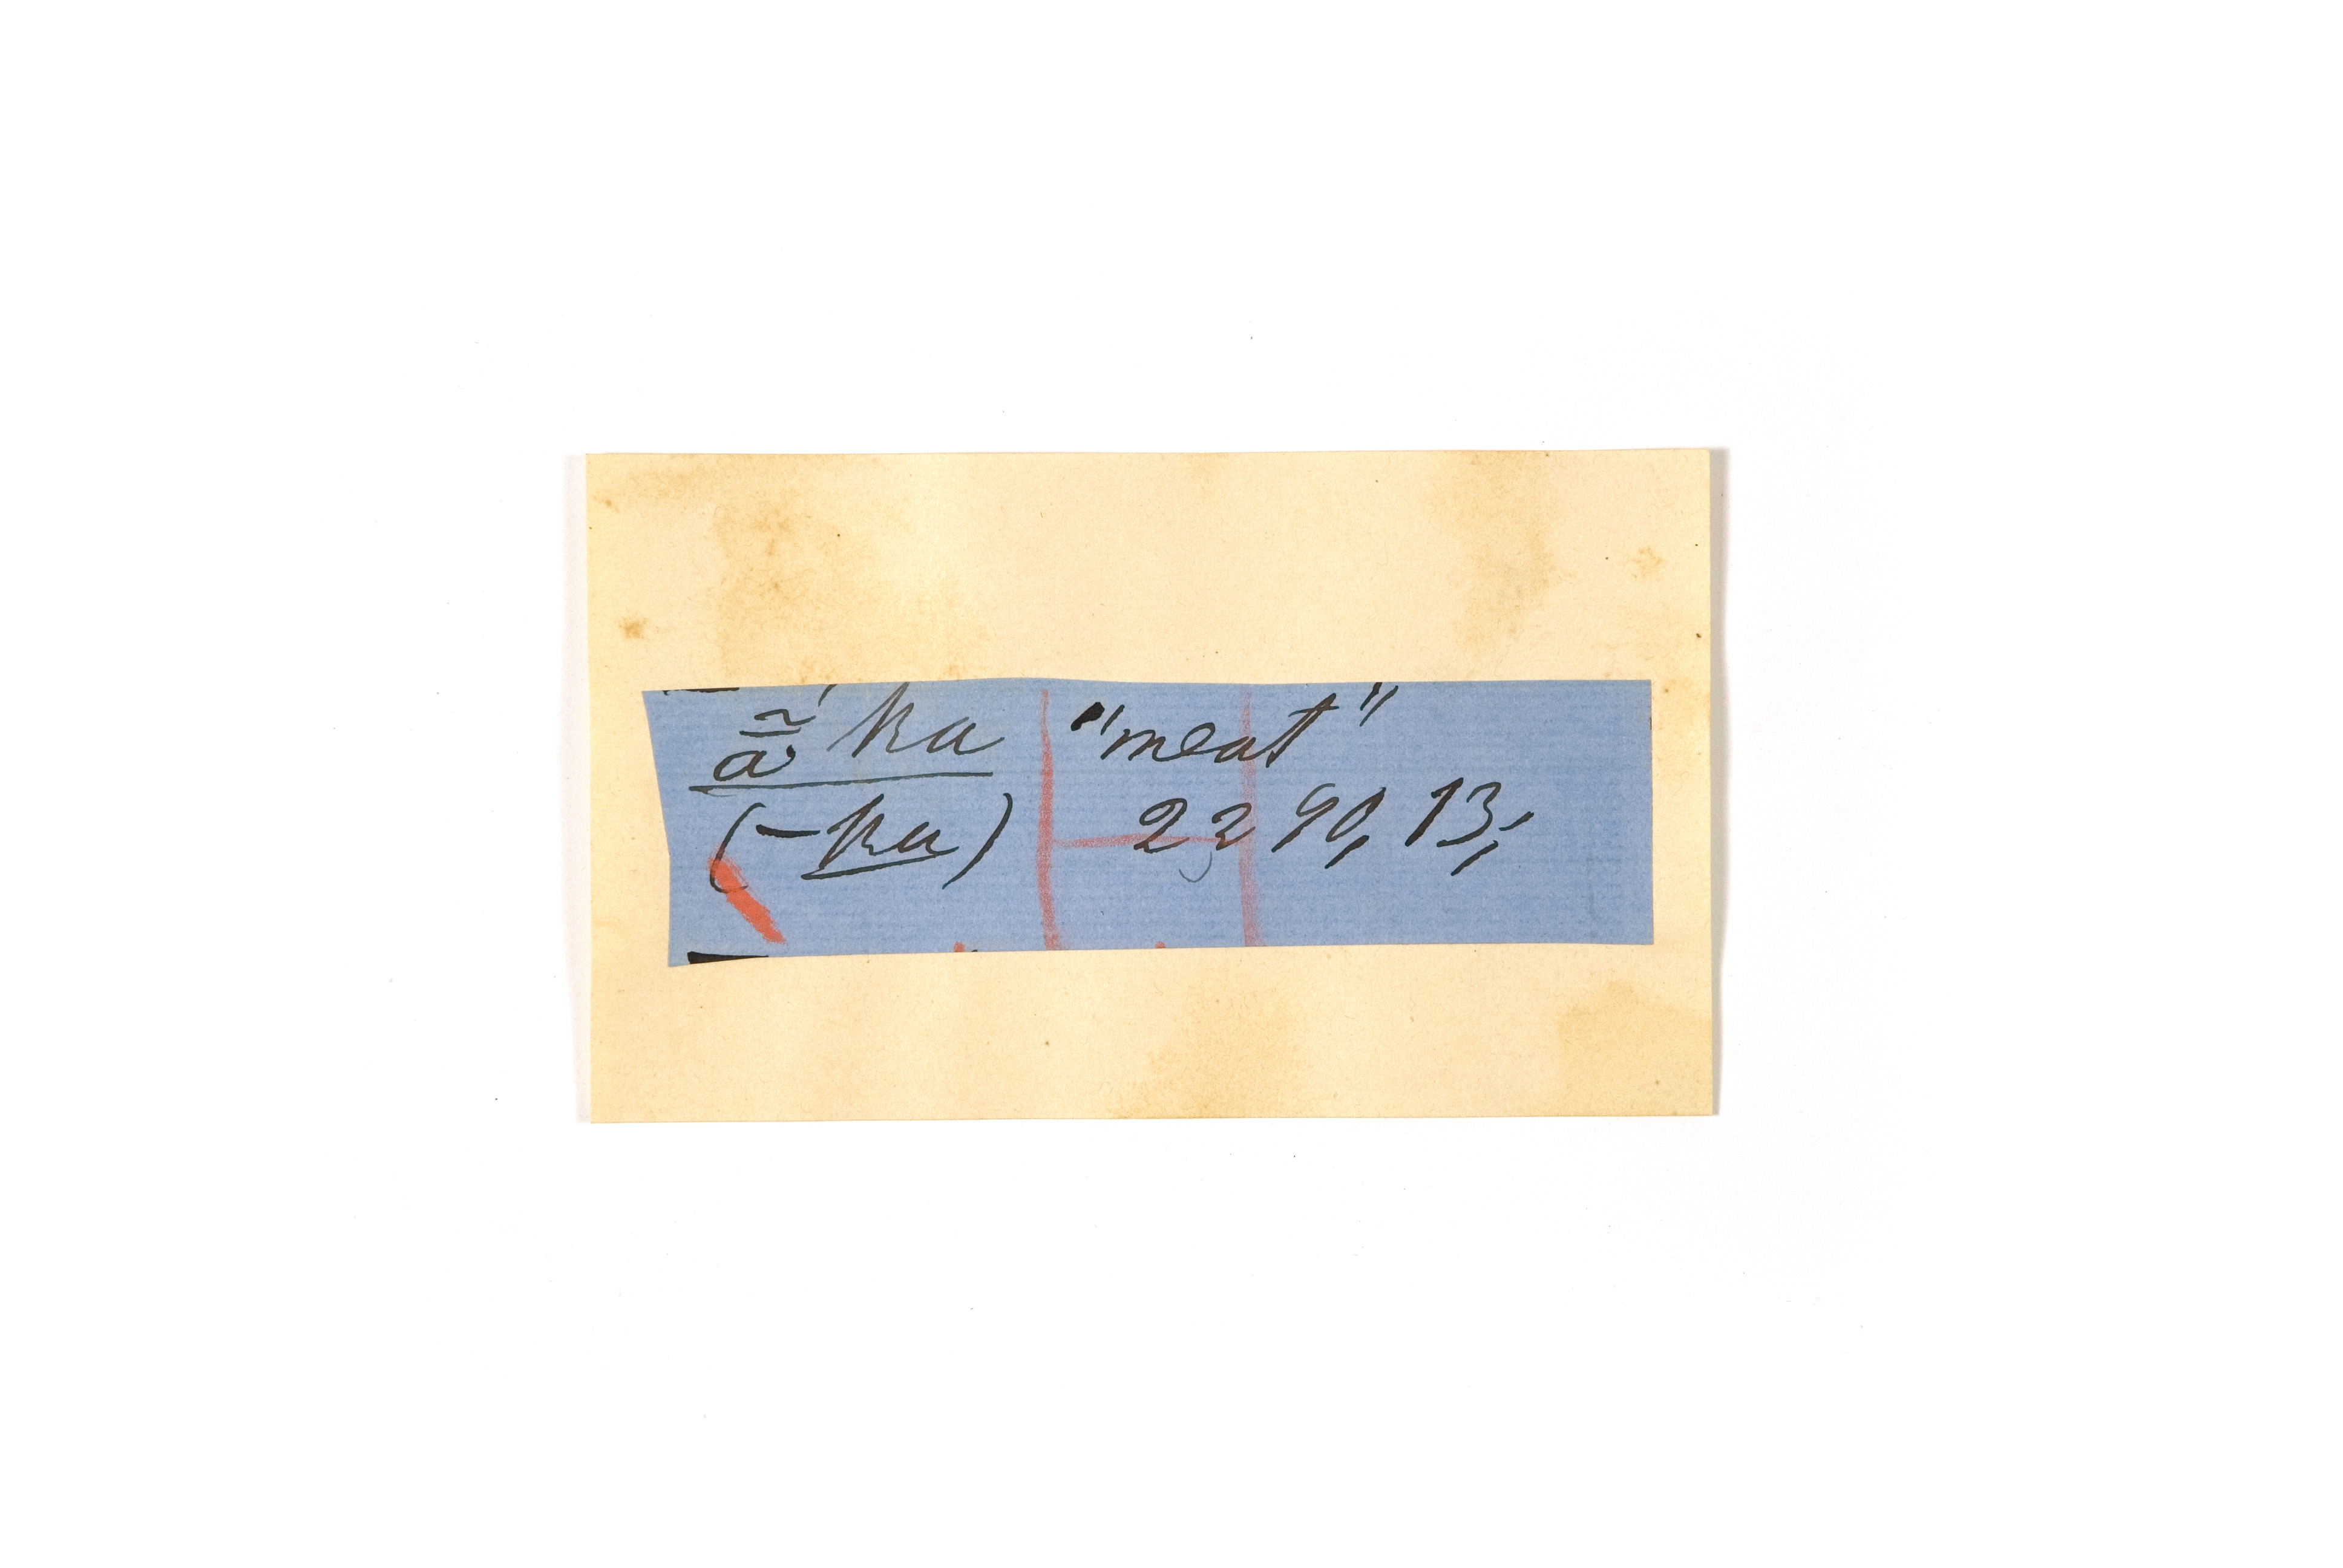 ā̰̃ ka "meat"
(–ka) 2290, 13,